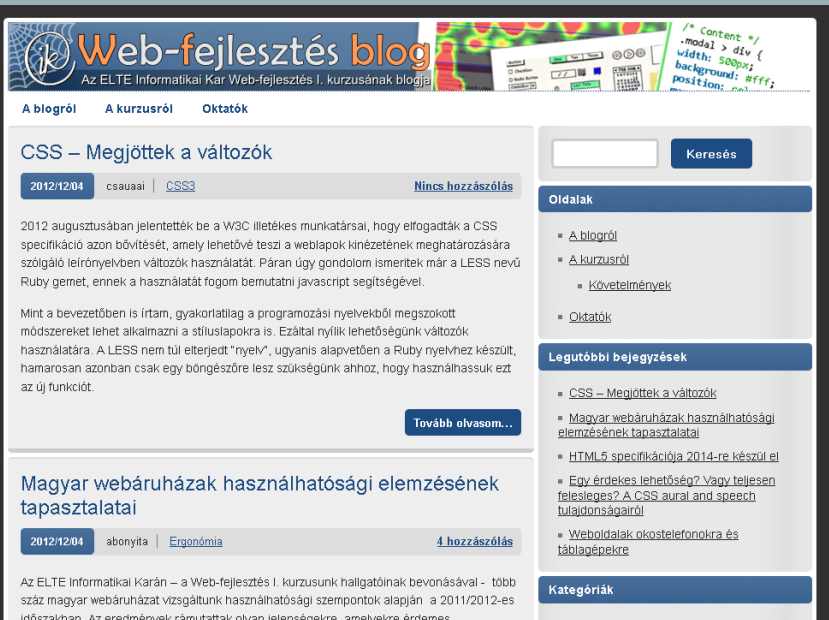 Web-fejlesztés blog
Az ELTE Informatikai Kar Web-fejlesztés I. kurzusának blogja
/* Content */
.modal > div {
width: 500px;
background: #fff;
A blogról
A kurzusról
Oktatók
CSS – Megjöttek a változók
2012/12/04
csauaai
CSS3
Nincs hozzászólás
2012 augusztusában jelentették be a W3C illetékes munkatársai, hogy elfogadták a CSS
specifikáció azon bővítését, amely lehetővé teszi a weblapok kinézetének meghatározására
szólgáló leírónyelvben változók használatát. Páran úgy gondolom ismeritek már a LESS nevű
Ruby gemet, ennek a használatát fogom bemutatni javascript segítségével.
Mint a bevezetőben is írtam, gyakorlatilag a programozási nyelvekből megszokott
módszereket lehet alkalmazni a stíluslapokra is. Ezáltal nyílik lehetőségünk változók
használatára. A LESS nem túl elterjedt "nyelv", ugyanis alapvetően a Ruby nyelvhez készült,
hamarosan azonban csak egy böngészőre lesz szükségünk ahhoz, hogy használhassuk ezt
az új funkciót.
Tovább olvasom...
Magyar webáruházak használhatósági elemzésének
tapasztalatai
2012/12/04
abonyita
Ergonómia
4 hozzászólás
Az ELTE Informatikai Karán – a Web-fejlesztés I. kurzusunk hallgatóinak bevonásával - több
száz magyar webáruházat vizsgáltunk használhatósági szempontok alapján a 2011/2012-es
időszakban. Az eredmények rámutattak olyan jelenségekre, amelyekre érdemes
Keresés
Oldalak
A blogról
A kurzusról
Követelmények
Oktatók
Legutóbbi bejegyzések
CSS – Megjöttek a változók
Magyar webáruházak használhatósági
elemzésének tapasztalatai
HTML5 specifikációja 2014-re készül el
Egy érdekes lehetőség? Vagy teljesen
felesleges? A CSS aural and speech
tulajdonságairól
Weboldalak okostelefonokra és
táblagépekre
Kategóriák